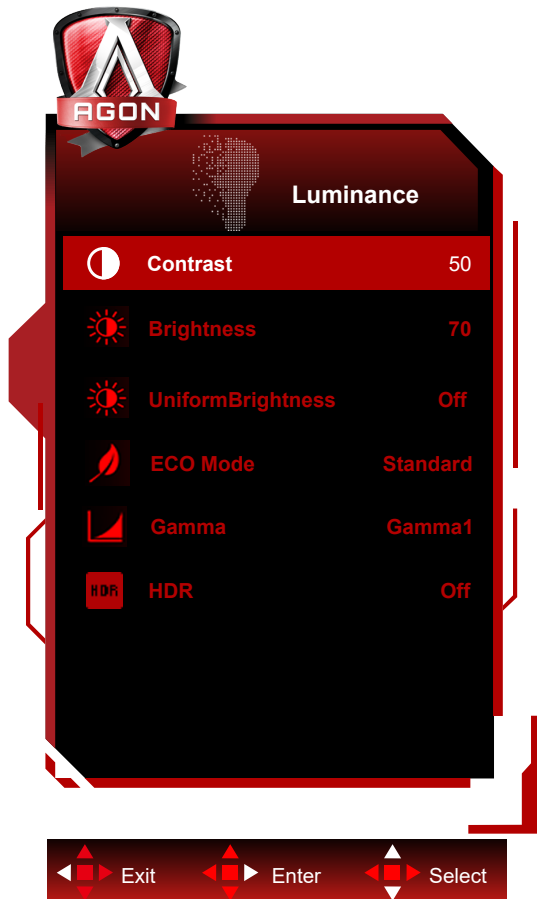 AGON
Luminance
Contrast 50
Brightness 70
UniformBrightness Off
ECO Mode Standard
Gamma Gamma1
HDR HDR Off
Exit Enter Select